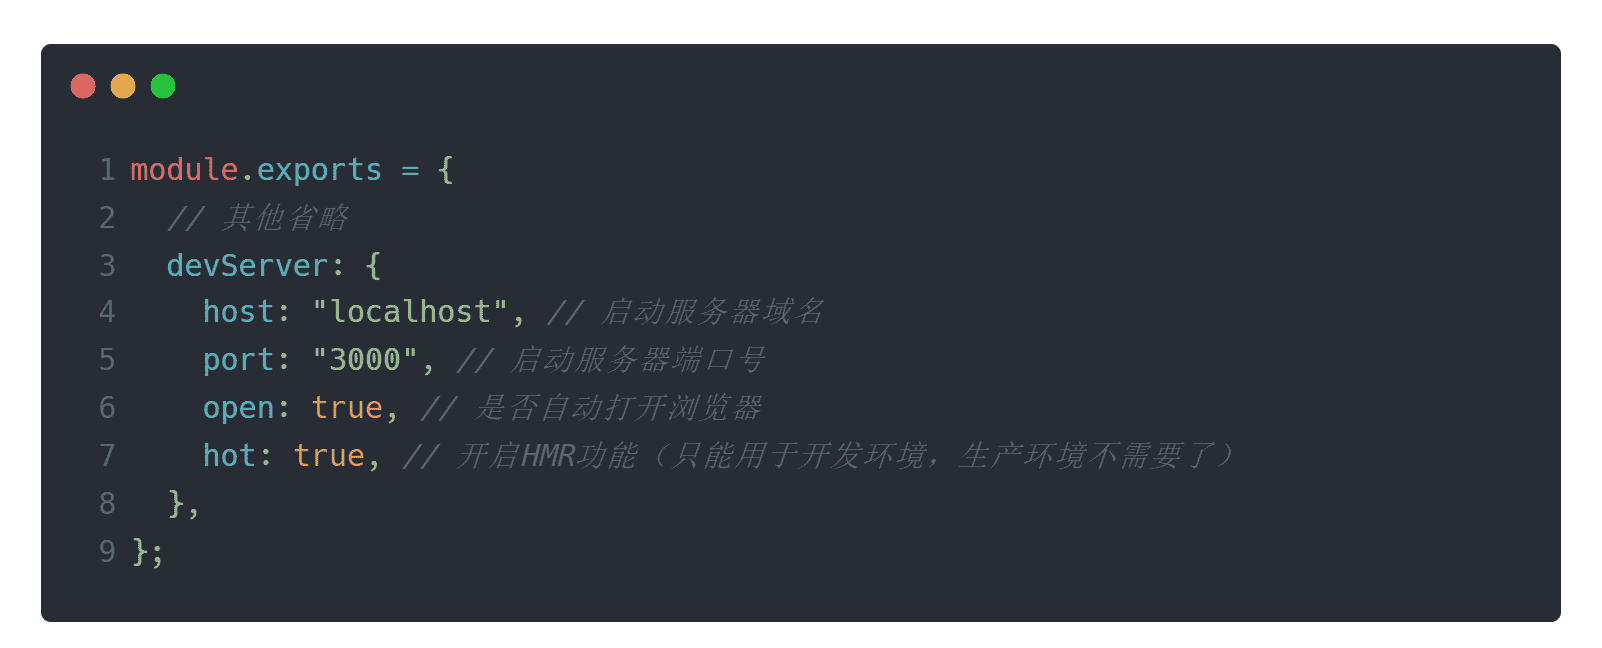 1 module.exports = {
2   // 其他省略
3   devServer: {
4     host: "localhost", // 启动服务器域名
5     port: "3000", // 启动服务器端口号
6     open: true, // 是否自动打开浏览器
7     hot: true, // 开启HMR功能（只能用于开发环境，生产环境不需要了）
8   },
9 };